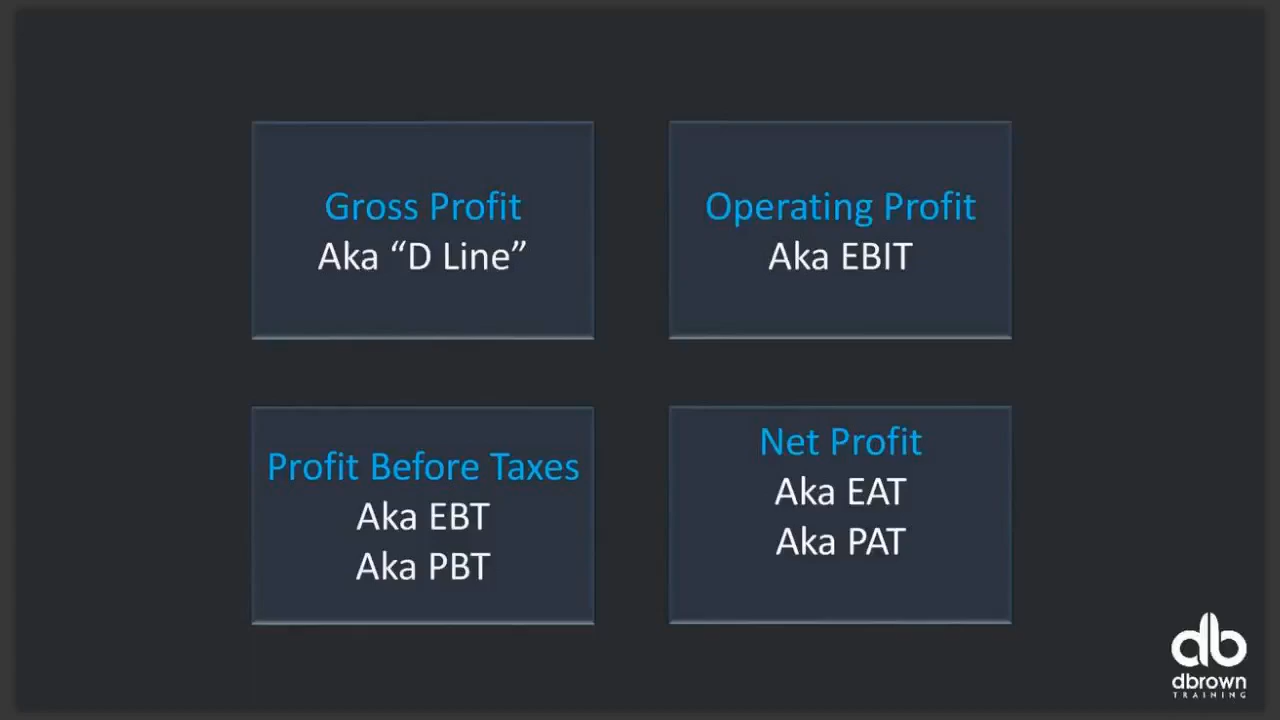 Gross Profit
Aka “D Line”
Operating Profit
Aka EBIT
Profit Before Taxes
Aka EBT
Aka PBT
Net Profit
Aka EAT
Aka PAT
db
dbrown
TRAINING